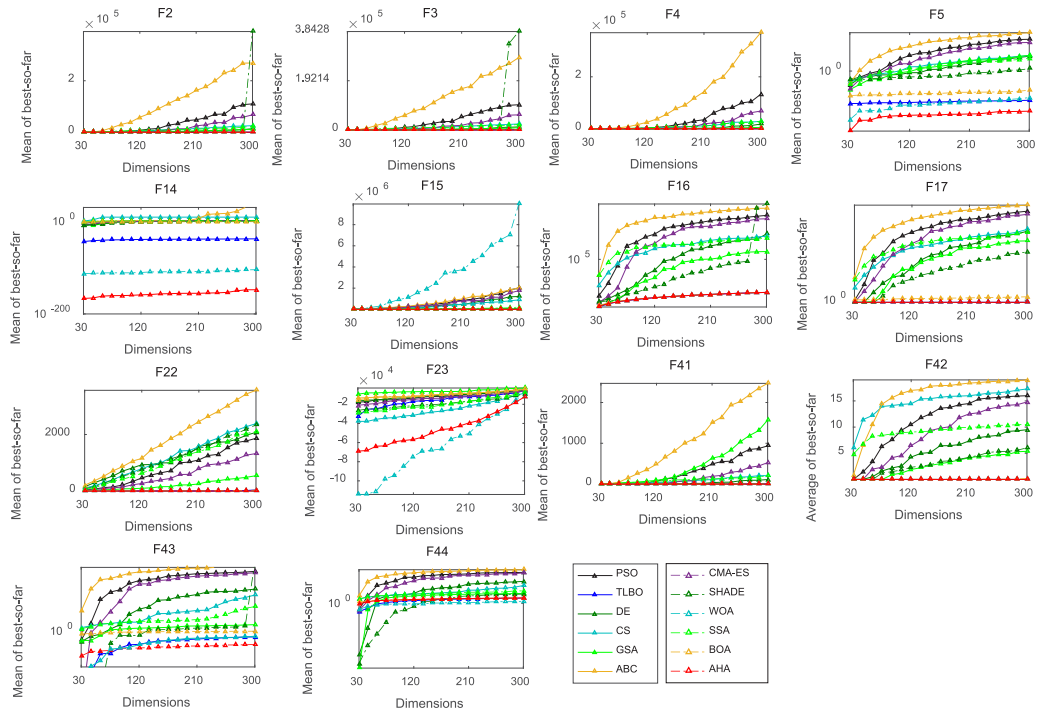 F2
× 10 5
Mean of best-so-far
2
0
30 120 210 300
Dimensions
F3
× 10 5
3.8428
1.9214
0
Mean of best-so-far
30 120 210 300
Dimensions
F4
× 10 5
2
0
Mean of best-so-far
30 120 210 300
Dimensions
F5
10 0
Mean of best-so-far
30 120 210 300
Dimensions
F14
10 0
10 -200
Mean of best-so-far
30 120 210 300
Dimensions
F15
× 10 6
8
6
4
2
Mean of best-so-far
30 120 210 300
Dimensions
F16
10 5
Mean of best-so-far
30 120 210 300
Dimensions
F17
10 0
Mean of best-so-far
30 120 210 300
Dimensions
F22
2000
0
Mean of best-so-far
30 120 210 300
Dimensions
F23
× 10 4
-2
-4
-6
-8
-10
Mean of best-so-far
30 120 210 300
Dimensions
F41
2000
1000
0
Mean of best-so-far
30 120 210 300
Dimensions
F42
15
10
5
Average of best-so-far
30 120 210 300
Dimensions
F43
10 0
Mean of best-so-far
30 120 210 300
Dimensions
F44
10 0
Mean of best-so-far
30 120 210 300
Dimensions
PSO
TLBO
DE
CS
GSA
ABC
CMA-ES
SHADE
WOA
SSA
BOA
AHA